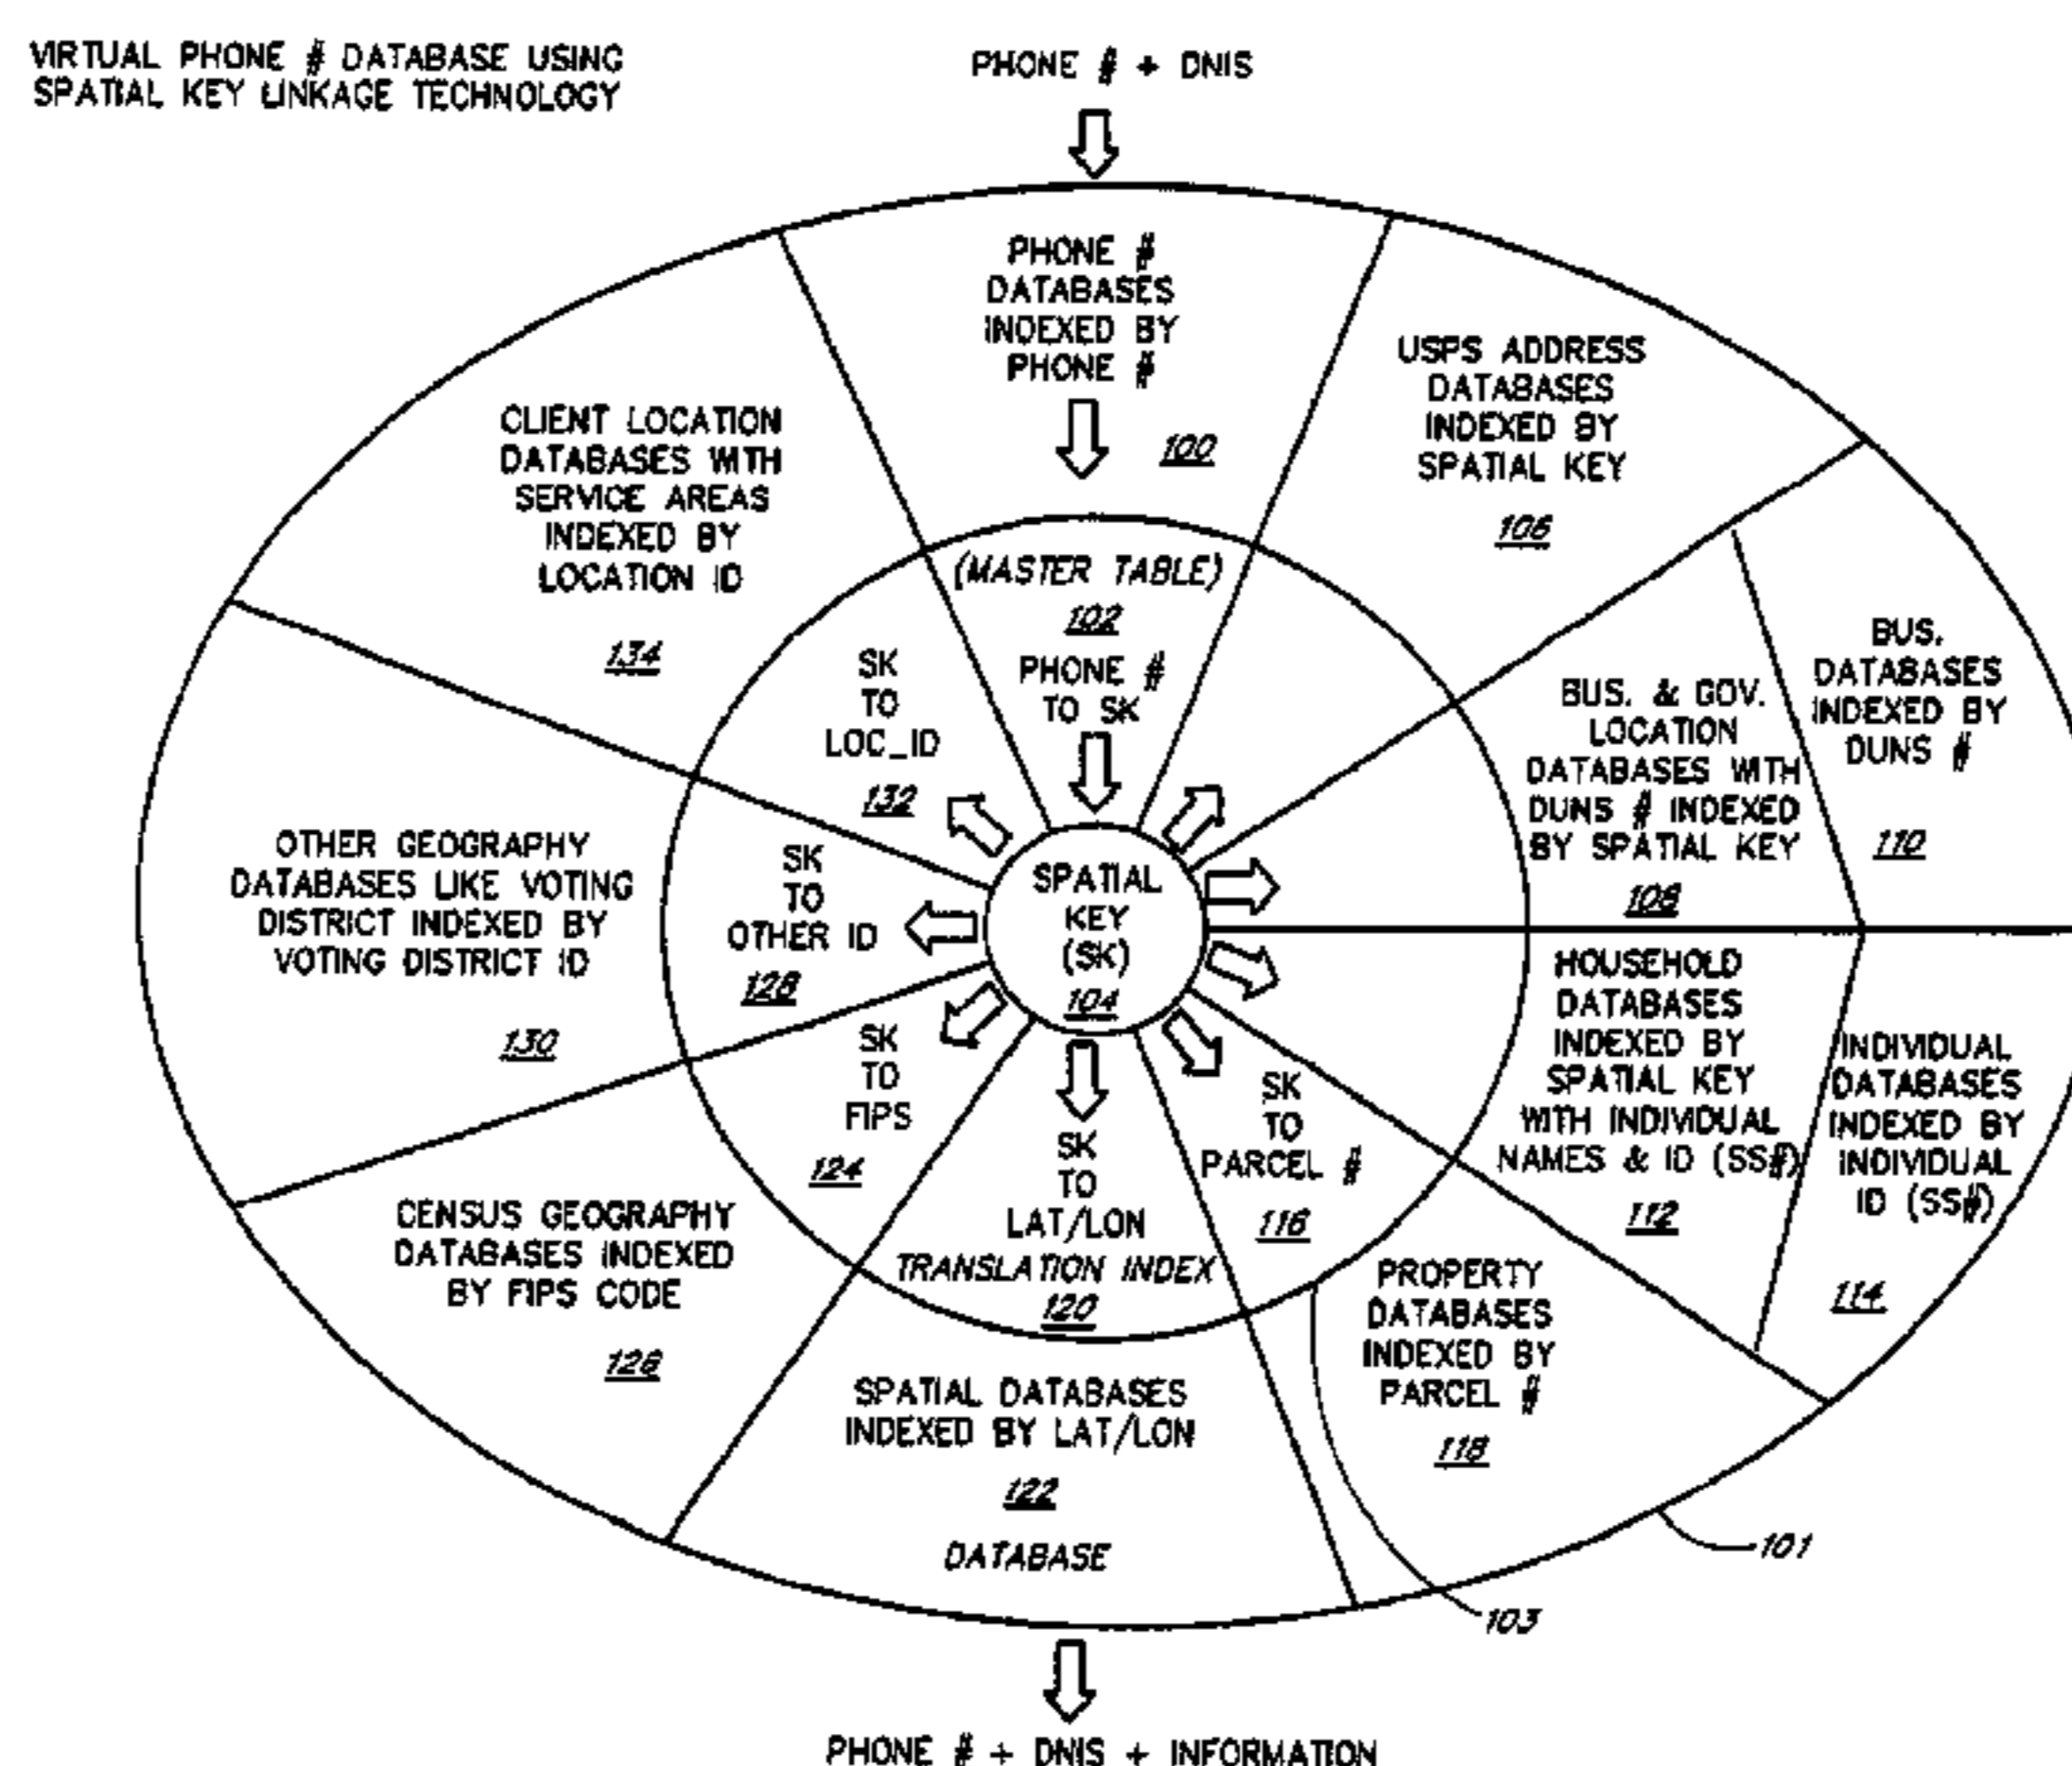 VIRTUAL PHONE # DATABASE USING
SPATIAL KEY LINKAGE TECHNOLOGY
PHONE # + DNIS
PHONE #
DATABASES
INDEXED BY
PHONE #
100
USPS ADDRESS
DATABASES
INDEXED BY
SPATIAL KEY
106
CLIENT LOCATION
DATABASES WITH
SERVICE AREAS
INDEXED BY
LOCATION ID
134
(MASTER TABLE)
102
PHONE #
TO SK
SK
TO
LOC_ID
132
BUS. & GOV.
LOCATION
DATABASES WITH
DUNS # INDEXED
BY SPATIAL KEY
108
BUS.
DATABASES
INDEXED BY
DUNS #
110
OTHER GEOGRAPHY
DATABASES LIKE VOTING
DISTRICT INDEXED BY
VOTING DISTRICT ID
130
SK
TO
OTHER ID
128
SPATIAL
KEY
(SK)
104
HOUSEHOLD
DATABASES
INDEXED BY
SPATIAL KEY
WITH INDIVIDUAL
NAMES & ID (SS#)
112
INDIVIDUAL
DATABASES
INDEXED BY
INDIVIDUAL
ID (SS#)
114
SK
TO
FIPS
124
SK
TO
LAT/LON
TRANSLATION INDEX
120
SK
TO
PARCEL #
116
CENSUS GEOGRAPHY
DATABASES INDEXED
BY FIPS CODE
126
PROPERTY
DATABASES
INDEXED BY
PARCEL #
118
SPATIAL DATABASES
INDEXED BY LAT/LON
122
DATABASE
101
103
PHONE # + DNIS + INFORMATION